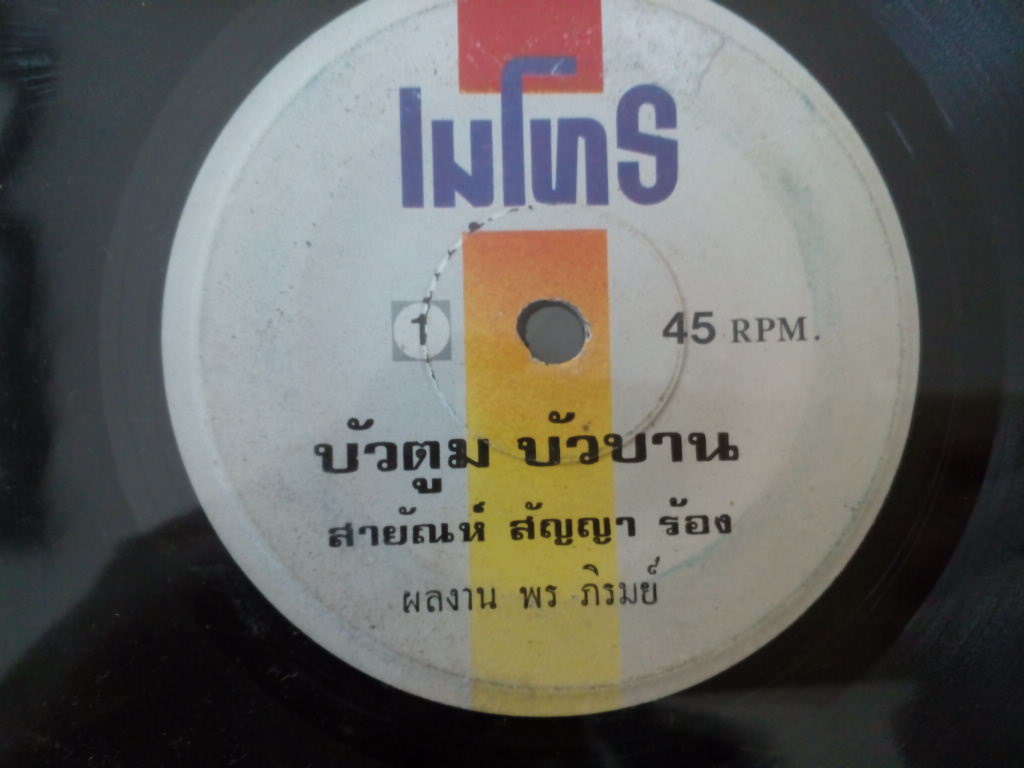 เมโทร
1
45 RPM.
บัวตูม บัวบาน
สายัณห์ สัญญา ร้อง
ผลงาน พร ภิรมย์